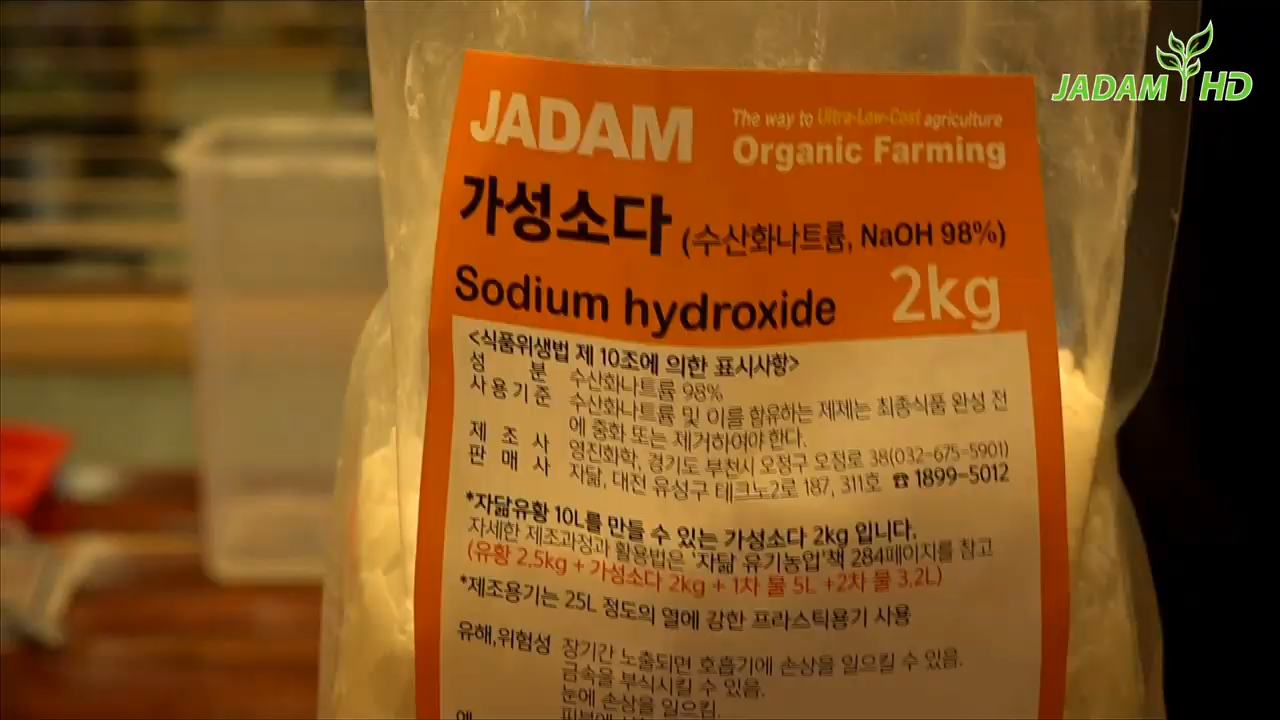 JADAM HD
JADAM
The way to Ultra-Low-Cost agriculture
Organic Farming
가성소다 (수산화나트륨, NaOH 98%)
Sodium hydroxide 2kg
<식품위생법 제 10조에 의한 표시사항>
성 분 수산화나트륨 98%
사용기준 수산화나트륨 및 이를 함유하는 제제는 최종식품 완성 전
에 중화 또는 제거하여야 한다.
제 조 사 영진화학, 경기도 부천시 오정구 오정로 38(032-675-5901)
판 매 사 자닮, 대전 유성구 테크노2로 187, 311호 ☎ 1899-5012
*자닮유황 10L를 만들 수 있는 가성소다 2kg 입니다.
자세한 제조과정과 활용법은 '자닮 유기농업'책 284페이지를 참고
(유황 2.5kg + 가성소다 2kg + 1차 물 5L +2차 물 3.2L)
*제조용기는 25L 정도의 열에 강한 프라스틱용기 사용
유해,위험성 장기간 노출되면 호흡기에 손상을 일으킬 수 있음.
금속을 부식시킬 수 있음.
눈에 손상을 일으킴.